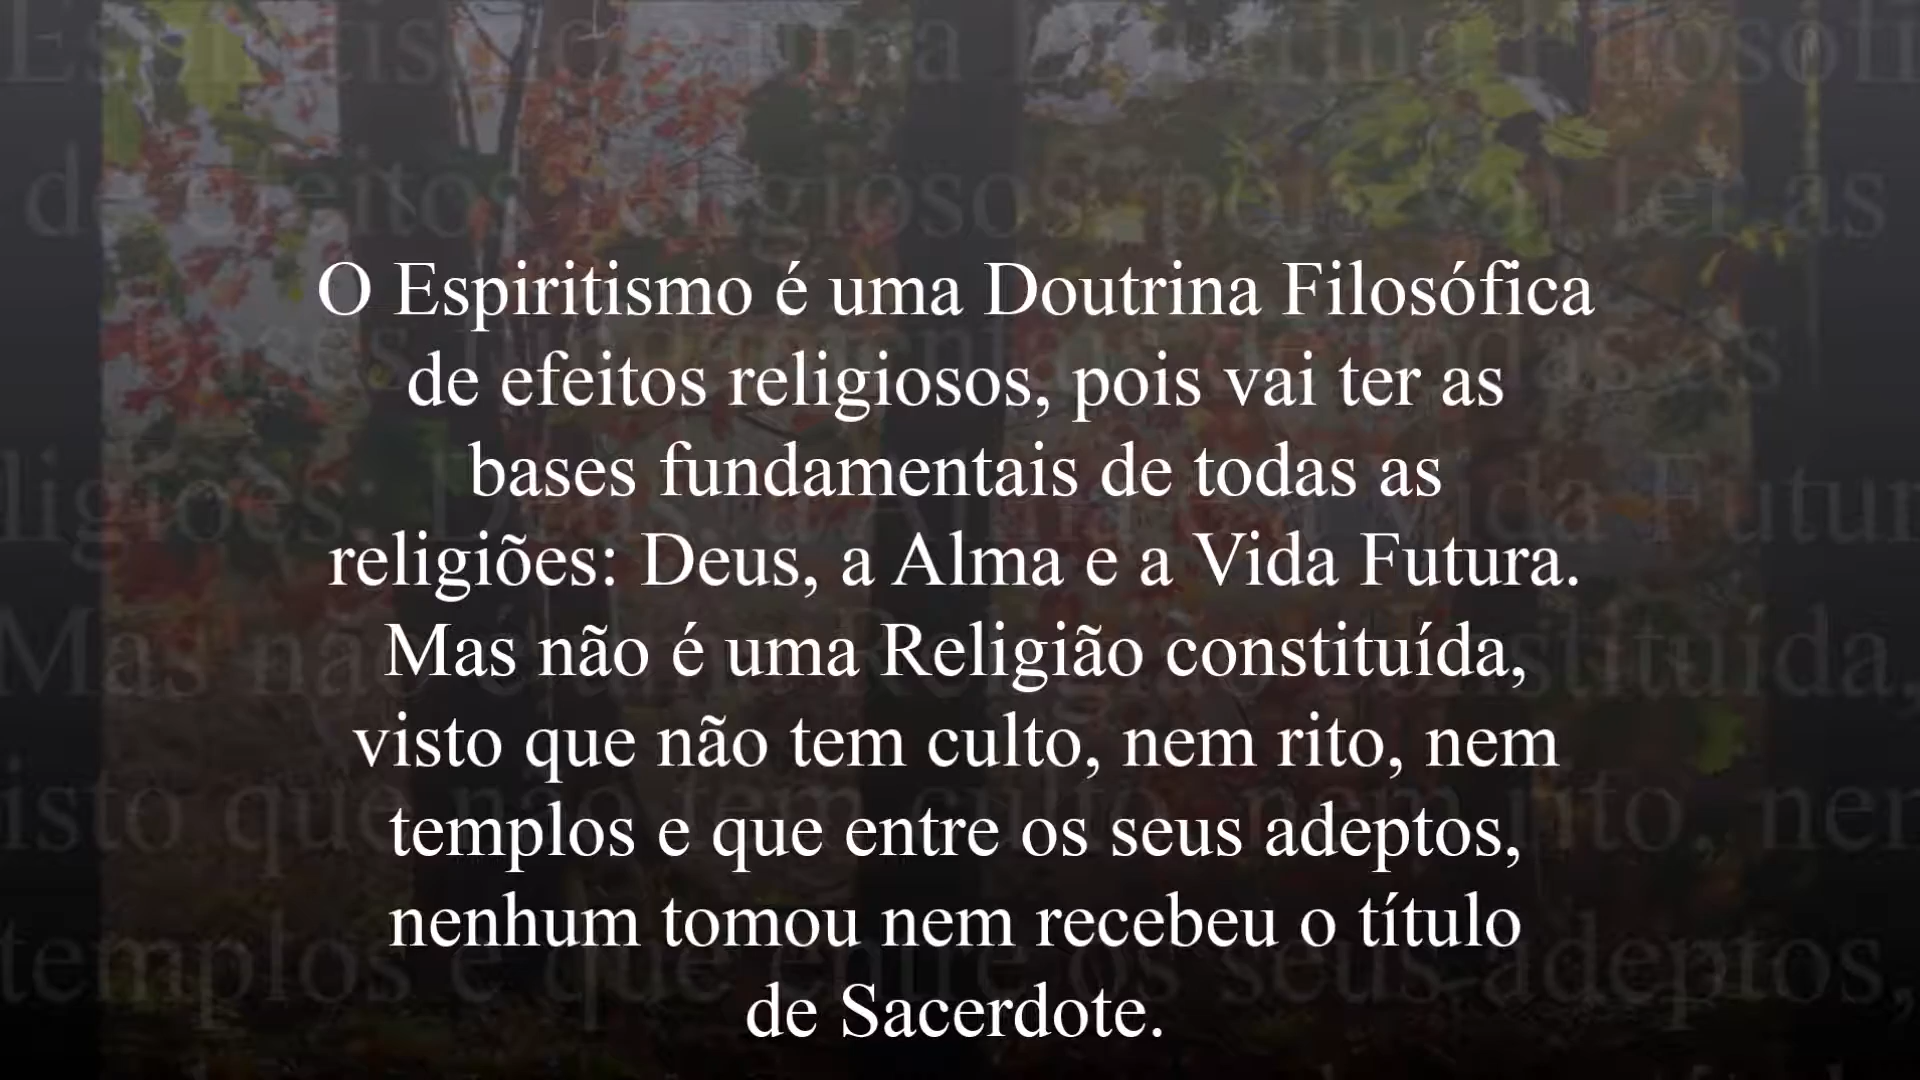 O Espiritismo é uma Doutrina Filosófica
de efeitos religiosos, pois vai ter as
bases fundamentais de todas as
religiões: Deus, a Alma e a Vida Futura.
Mas não é uma Religião constituída,
visto que não tem culto, nem rito, nem
templos e que entre os seus adeptos,
nenhum tomou nem recebeu o título
de Sacerdote.